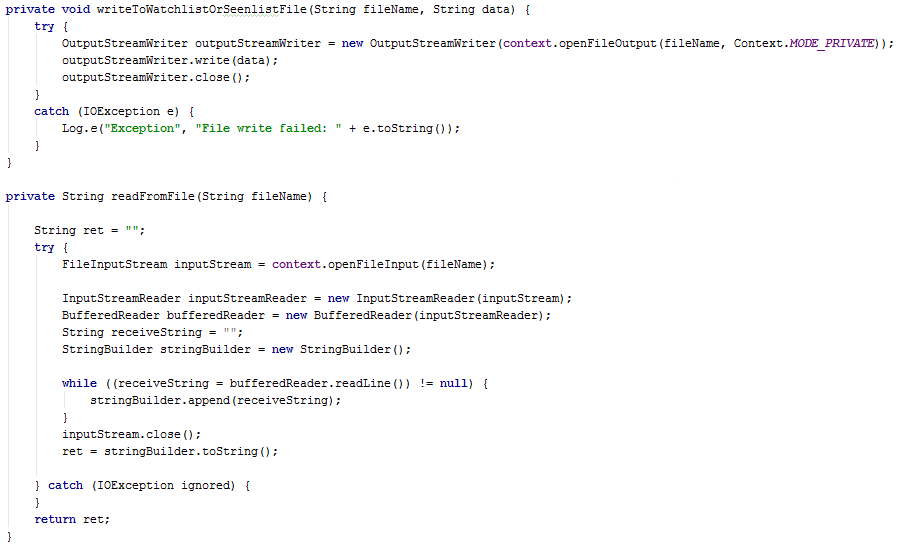 private void writeToWatchlistOrSeenlistFile(String fileName, String data) {
    try {
        OutputStreamWriter outputStreamWriter = new OutputStreamWriter(context.openFileOutput(fileName, Context.MODE_PRIVATE));
        outputStreamWriter.write(data);
        outputStreamWriter.close();
    }
    catch (IOException e) {
        Log.e("Exception", "File write failed: " + e.toString());
    }
}

private String readFromFile(String fileName) {

    String ret = "";
    try {
        FileInputStream inputStream = context.openFileInput(fileName);

        InputStreamReader inputStreamReader = new InputStreamReader(inputStream);
        BufferedReader bufferedReader = new BufferedReader(inputStreamReader);
        String receiveString = "";
        StringBuilder stringBuilder = new StringBuilder();

        while ((receiveString = bufferedReader.readLine()) != null) {
            stringBuilder.append(receiveString);
        }
        inputStream.close();
        ret = stringBuilder.toString();

    } catch (IOException ignored) {
    }
    return ret;
}